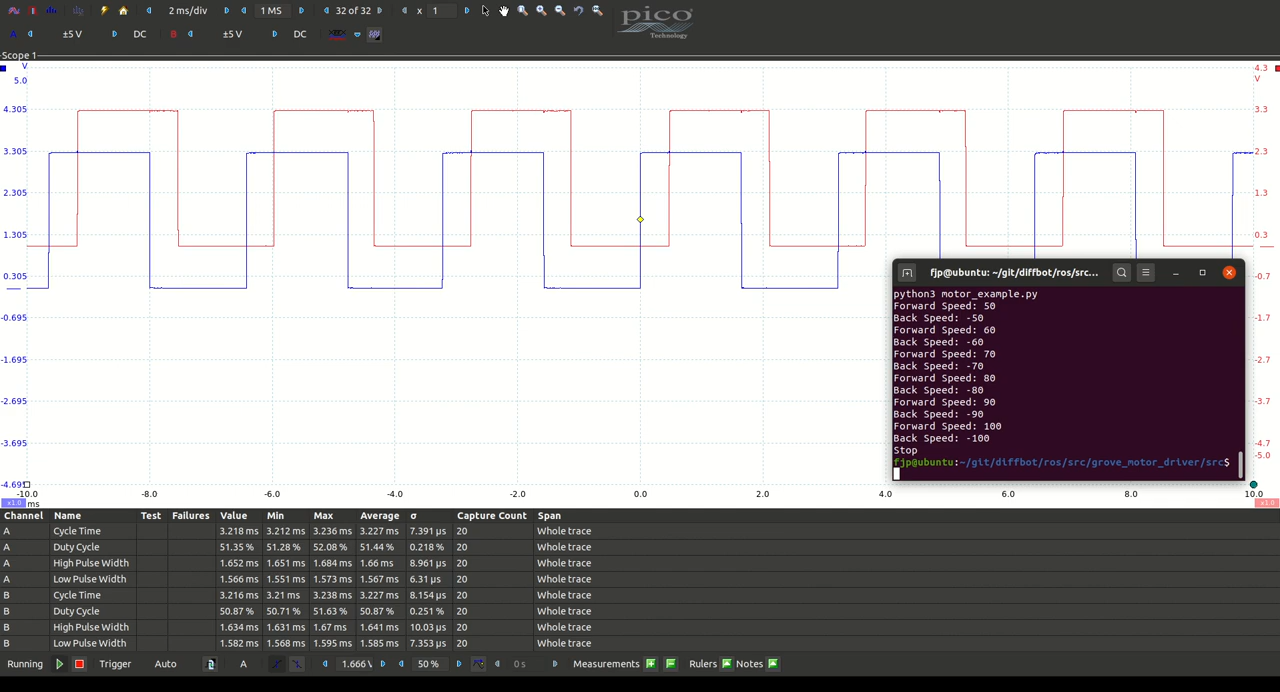 2 ms/div 1 MS 32 of 32 x 1
pico
Technology
A ±5 V DC B ±5 V DC
Scope 1
V
5.0
4.305
3.305
2.305
1.305
0.305
-0.695
-1.695
-2.695
-3.695
-4.691
x1.0
ms
-10.0 -8.0 -6.0 -4.0 -2.0 0.0 2.0 4.0 6.0 8.0 10.0
4.3
V
3.3
2.3
1.3
0.3
-0.7
-1.7
-2.7
-3.7
-4.7
-5.0
x1.0
fjp@ubuntu: ~/git/diffbot/ros/src...
python3 motor_example.py
Forward Speed: 50
Back Speed: -50
Forward Speed: 60
Back Speed: -60
Forward Speed: 70
Back Speed: -70
Forward Speed: 80
Back Speed: -80
Forward Speed: 90
Back Speed: -90
Forward Speed: 100
Back Speed: -100
Stop
fjp@ubuntu:~/git/diffbot/ros/src/grove_motor_driver/src$
Channel Name Test Failures Value Min Max Average σ Capture Count Span
A Cycle Time 3.218 ms 3.212 ms 3.236 ms 3.227 ms 7.391 µs 20 Whole trace
A Duty Cycle 51.35 % 51.28 % 52.08 % 51.44 % 0.218 % 20 Whole trace
A High Pulse Width 1.652 ms 1.651 ms 1.684 ms 1.66 ms 8.961 µs 20 Whole trace
A Low Pulse Width 1.566 ms 1.551 ms 1.573 ms 1.567 ms 6.31 µs 20 Whole trace
B Cycle Time 3.216 ms 3.21 ms 3.238 ms 3.227 ms 8.154 µs 20 Whole trace
B Duty Cycle 50.87 % 50.71 % 51.63 % 50.87 % 0.251 % 20 Whole trace
B High Pulse Width 1.634 ms 1.631 ms 1.67 ms 1.641 ms 10.03 µs 20 Whole trace
B Low Pulse Width 1.582 ms 1.568 ms 1.595 ms 1.585 ms 7.353 µs 20 Whole trace
Running Trigger Auto A 1.666 V 50 % 0 s Measurements Rulers Notes